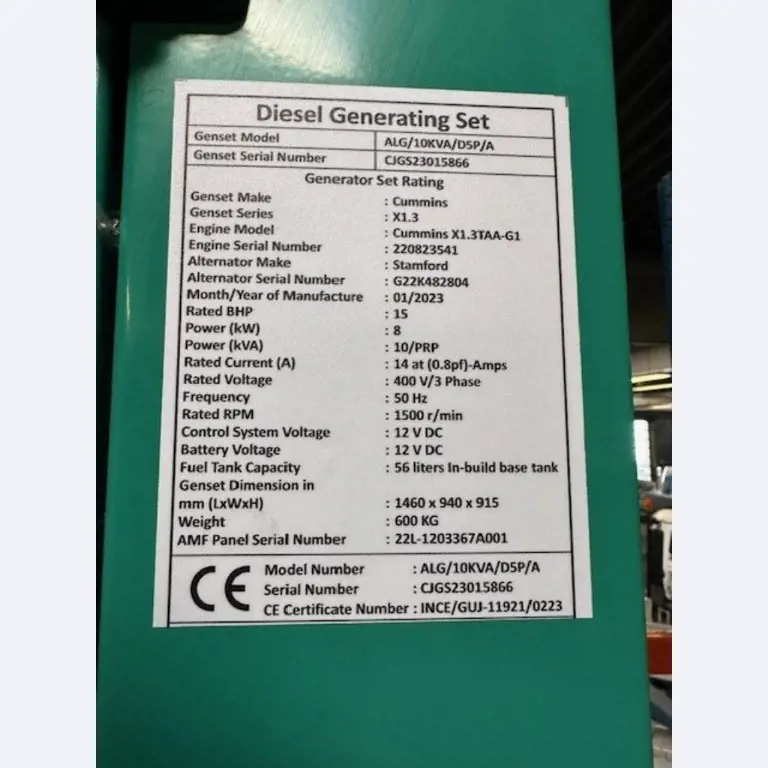 Diesel Generating Set
Genset Model ALG/10KVA/D5P/A
Genset Serial Number CJGS23015866
Generator Set Rating
Genset Make : Cummins
Genset Series : X1.3
Engine Model : Cummins X1.3TAA-G1
Engine Serial Number : 220823541
Alternator Make : Stamford
Alternator Serial Number : G22K482804
Month/Year of Manufacture : 01/2023
Rated BHP : 15
Power (kW) : 8
Power (kVA) : 10/PRP
Rated Current (A) : 14 at (0.8pf)-Amps
Rated Voltage : 400 V/3 Phase
Frequency : 50 Hz
Rated RPM : 1500 r/min
Control System Voltage : 12 V DC
Battery Voltage : 12 V DC
Fuel Tank Capacity : 56 liters In-build base tank
Genset Dimension in
mm (LxWxH) : 1460 x 940 x 915
Weight : 600 KG
AMF Panel Serial Number : 22L-1203367A001
CE
Model Number : ALG/10KVA/D5P/A
Serial Number : CJGS23015866
CE Certificate Number : INCE/GUJ-11921/0223